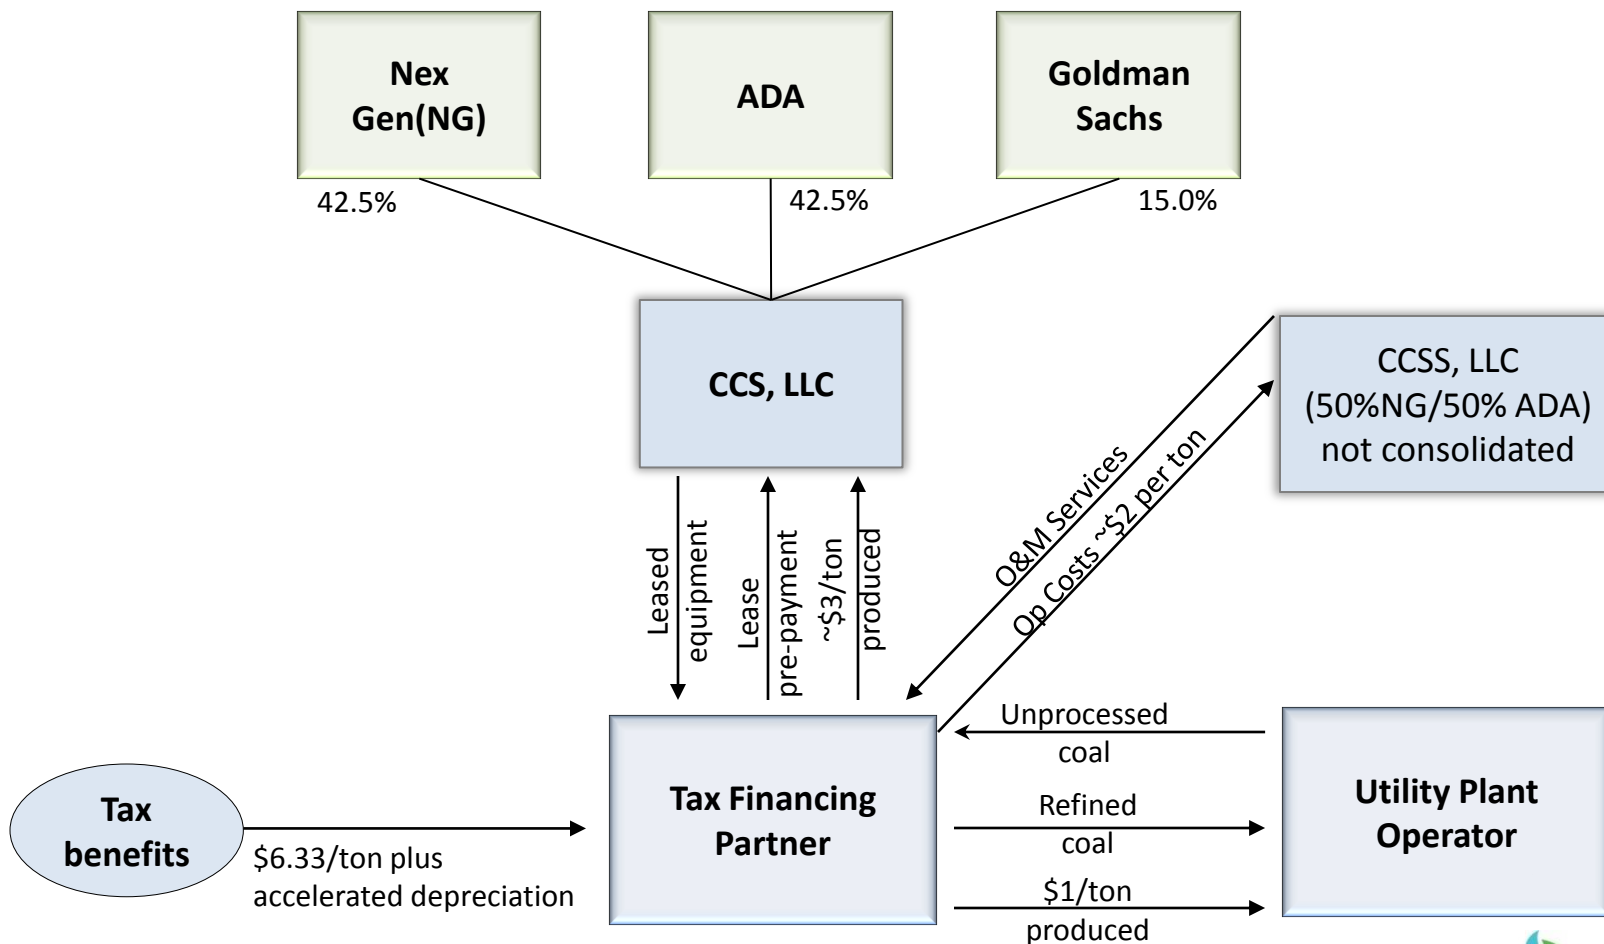 Nex
Gen(NG)
ADA
Goldman
Sachs
42.5%
42.5%
15.0%
CCS, LLC
CCSS, LLC
(50%NG/50% ADA)
not consolidated
O&M Services
Op Costs ~$2 per ton
Leased
equipment
Lease
pre-payment
~$3/ton
produced
Unprocessed
coal
Tax Financing
Partner
Refined
coal
Utility Plant
Operator
Tax
benefits
$6.33/ton plus
accelerated depreciation
$1/ton
produced